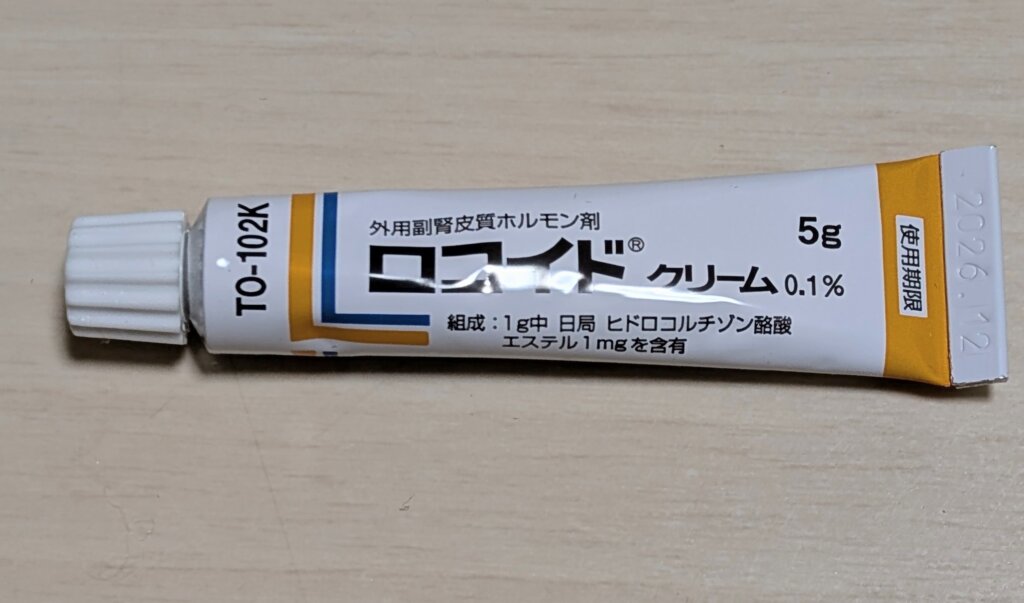 TO-102K
外用副腎皮質ホルモン剤
ロコイド®クリーム0.1%
5g
組成：1g中 日局 ヒドロコルチゾン酪酸
エステル1mgを含有
使用期限
2026.12